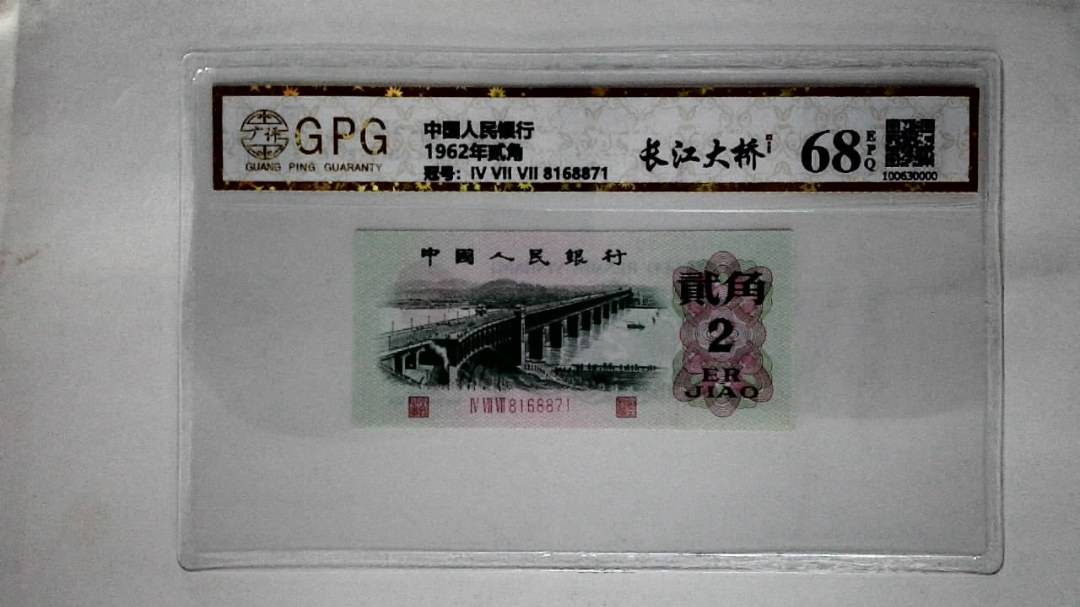 广评
GPG
GUANG PING GUARANTY
中国人民银行
1962年贰角
冠号: IV VII VII 8168871
长江大桥
68
EPQ
100630000
中國人民銀行
貳角
2
ER
JIAO
IV VII VII 8168871